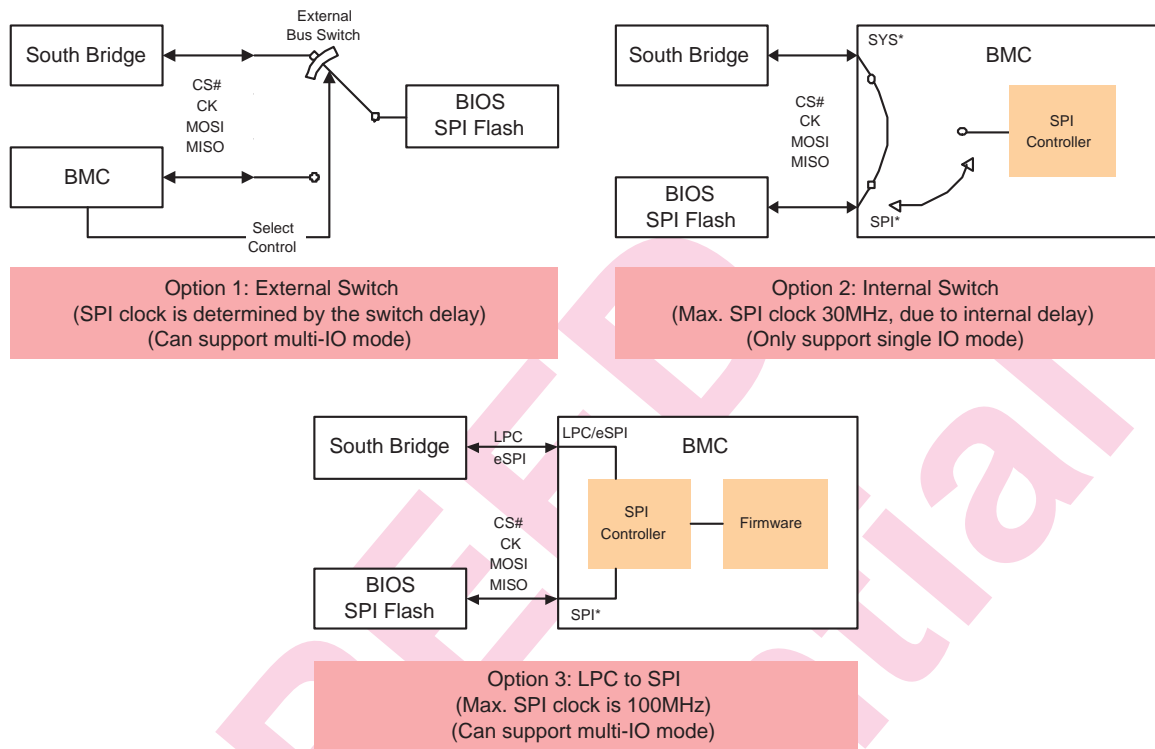 External
Bus Switch
South Bridge
CS#
CK
MOSI
MISO
BIOS
SPI Flash
BMC
Select
Control
Option 1: External Switch
(SPI clock is determined by the switch delay)
(Can support multi-IO mode)
South Bridge
SYS*
BMC
CS#
CK
MOSI
MISO
SPI
Controller
BIOS
SPI Flash
SPI*
Option 2: Internal Switch
(Max. SPI clock 30MHz, due to internal delay)
(Only support single IO mode)
South Bridge
LPC
eSPI
LPC/eSPI
BMC
CS#
CK
MOSI
MISO
SPI
Controller
Firmware
BIOS
SPI Flash
SPI*
Option 3: LPC to SPI
(Max. SPI clock is 100MHz)
(Can support multi-IO mode)